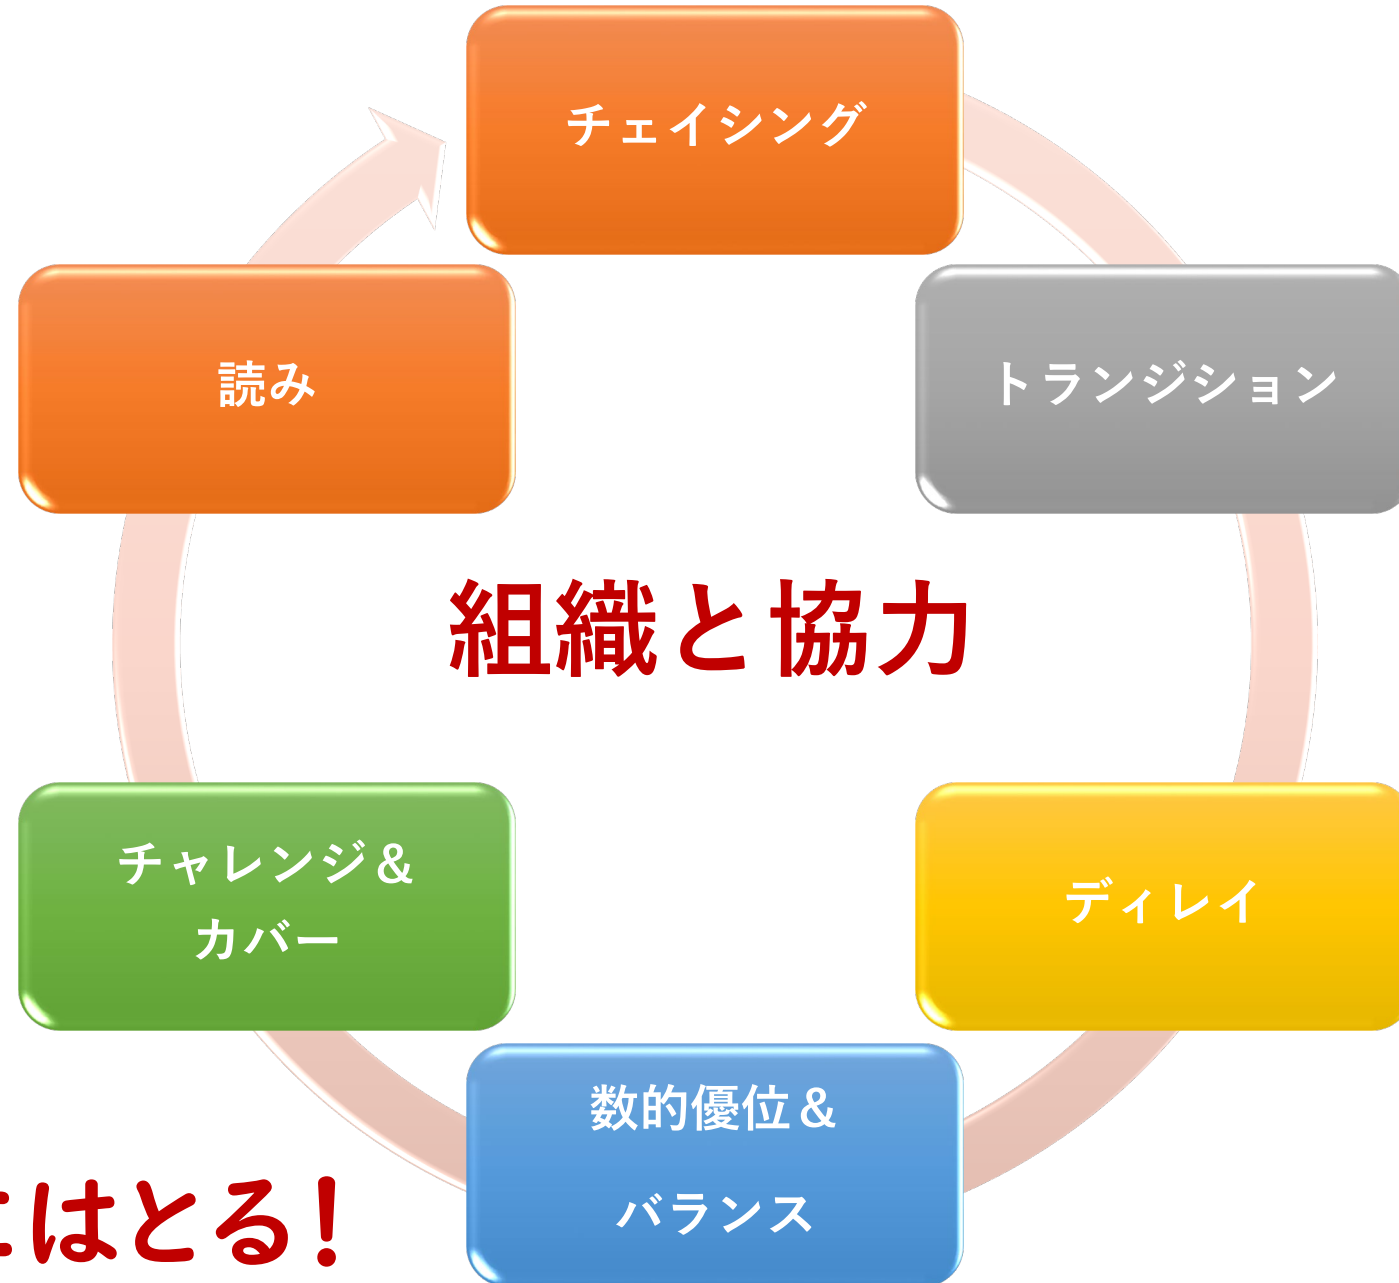 チェイシング
読み
トランジション
組織と協力
チャレンジ＆
カバー
ディレイ
数的優位＆
バランス
はとる！